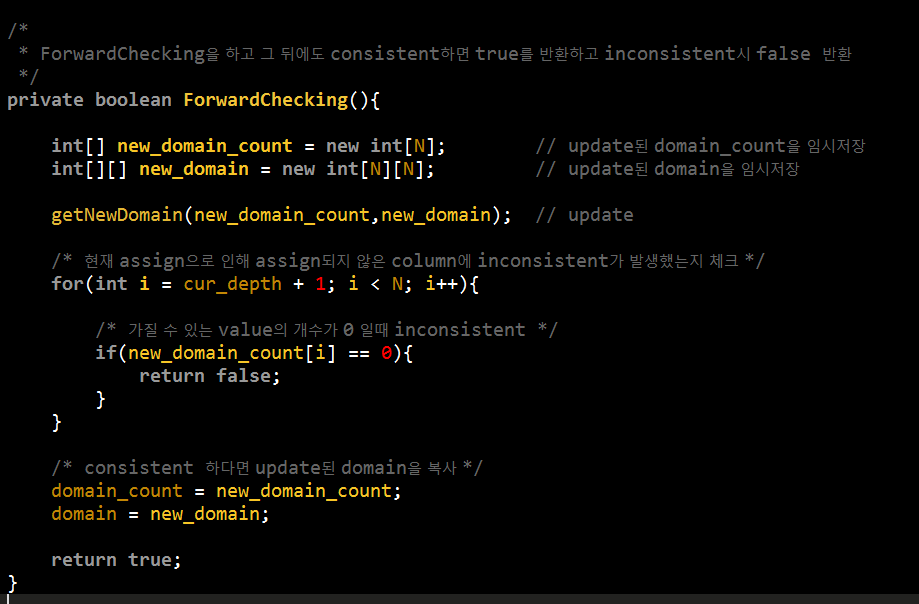 /*
 * ForwardChecking을 하고 그 뒤에도 consistent하면 true를 반환하고 inconsistent시 false 반환
 */
private boolean ForwardChecking(){
    int[] new_domain_count = new int[N];        // update된 domain_count을 임시저장
    int[][] new_domain = new int[N][N];         // update된 domain을 임시저장
    getNewDomain(new_domain_count,new_domain);  // update
    /* 현재 assign으로 인해 assign되지 않은 column에 inconsistent가 발생했는지 체크 */
    for(int i = cur_depth + 1; i < N; i++){
        /* 가질 수 있는 value의 개수가 0 일때 inconsistent */
        if(new_domain_count[i] == 0){
            return false;
        }
    }
    /* consistent 하다면 update된 domain을 복사 */
    domain_count = new_domain_count;
    domain = new_domain;
    return true;
}